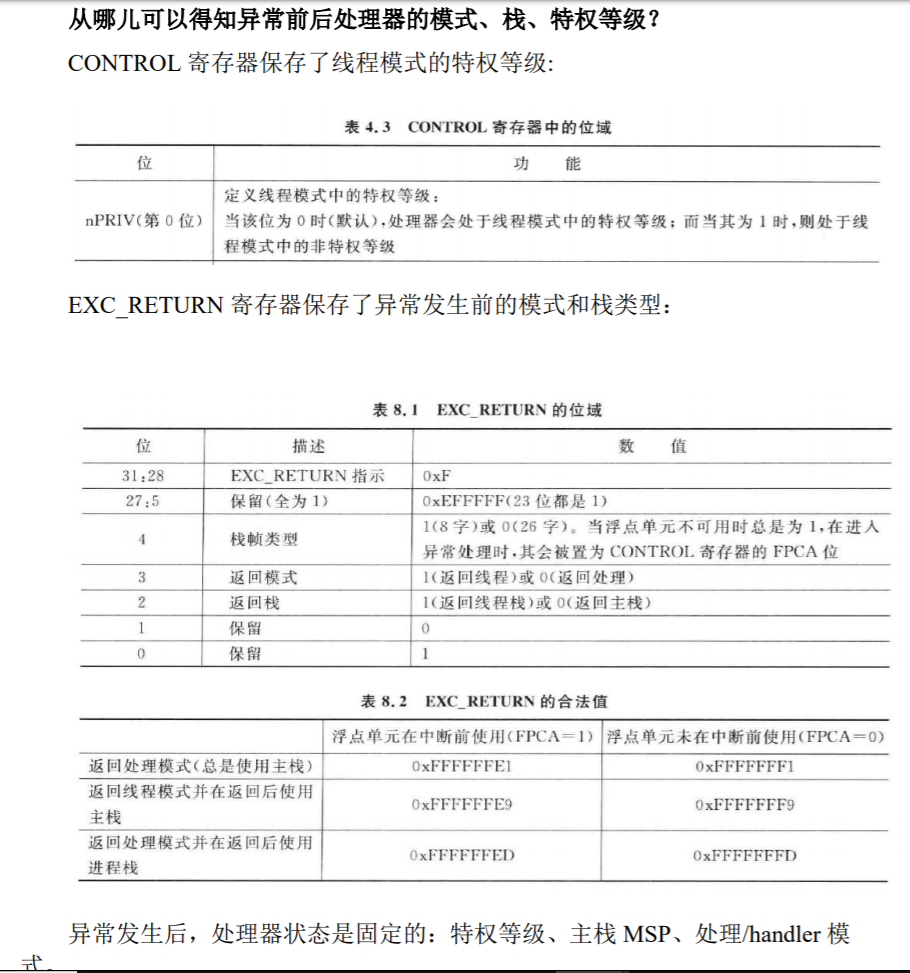 从哪儿可以得知异常前后处理器的模式、栈、特权等级？
CONTROL 寄存器保存了线程模式的特权等级:
表 4.3 CONTROL 寄存器中的位域
位 功 能
nPRIV(第 0 位) 定义线程模式中的特权等级：
当该位为 0 时(默认),处理器会处于线程模式中的特权等级；而当其为 1 时,则处于线
程模式中的非特权等级
EXC_RETURN 寄存器保存了异常发生前的模式和栈类型：
表 8.1 EXC_RETURN 的位域
位 描述 数 值
31:28 EXC_RETURN 指示 0xF
27:5 保留(全为 1) 0xEFFFFF(23 位都是 1)
4 栈帧类型 1(8 字)或 0(26 字)。当浮点单元不可用时总是为 1,在进入
异常处理时,其会被置为 CONTROL 寄存器的 FPCA 位
3 返回模式 1(返回线程)或 0(返回处理)
2 返回栈 1(返回线程栈)或 0(返回主栈)
1 保留 0
0 保留 1
表 8.2 EXC_RETURN 的合法值
浮点单元在中断前使用(FPCA=1) 浮点单元未在中断前使用(FPCA=0)
返回处理模式(总是使用主栈) 0xFFFFFFE1 0xFFFFFFF1
返回线程模式并在返回后使用
主栈 0xFFFFFFE9 0xFFFFFFF9
返回处理模式并在返回后使用
进程栈 0xFFFFFFED 0xFFFFFFFD
异常发生后，处理器状态是固定的：特权等级、主栈 MSP、处理/handler 模
式。